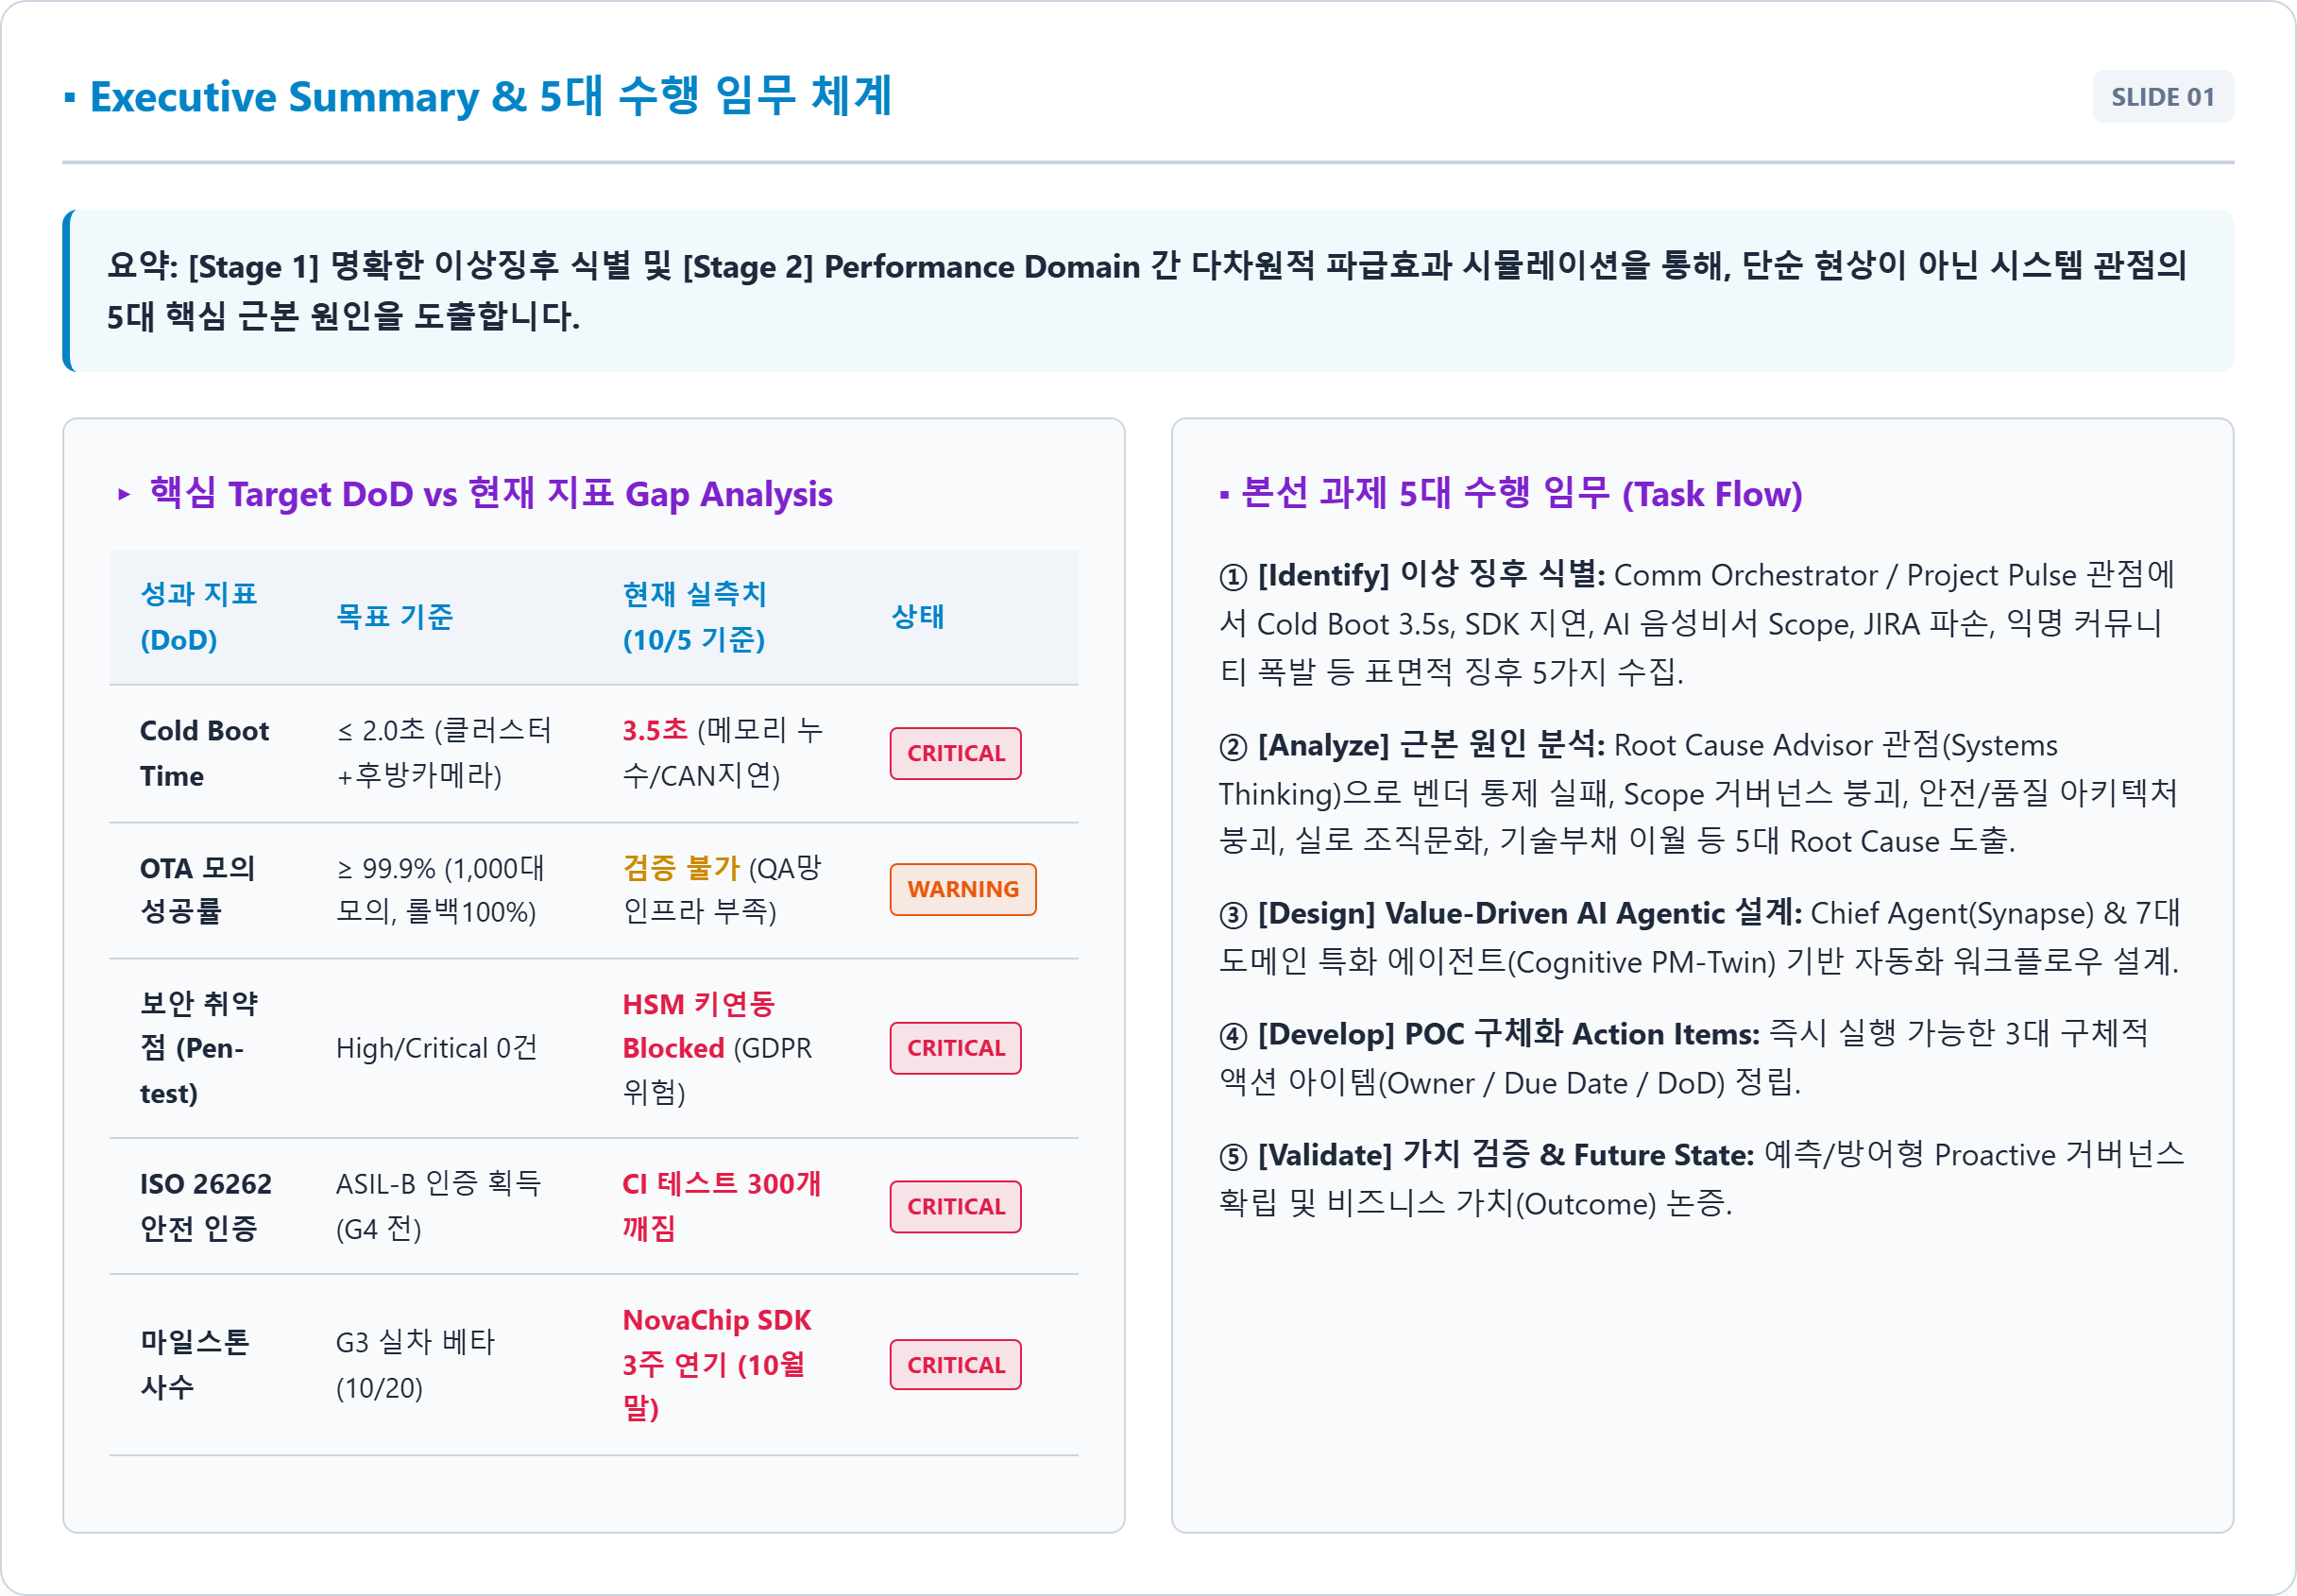 ▪ Executive Summary & 5대 수행 임무 체계
SLIDE 01
요약: [Stage 1] 명확한 이상징후 식별 및 [Stage 2] Performance Domain 간 다차원적 파급효과 시뮬레이션을 통해, 단순 현상이 아닌 시스템 관점의
5대 핵심 근본 원인을 도출합니다.
▸ 핵심 Target DoD vs 현재 지표 Gap Analysis
성과 지표
(DoD)
목표 기준
현재 실측치
(10/5 기준)
상태
Cold Boot
Time
≤ 2.0초 (클러스터
+후방카메라)
3.5초 (메모리 누
수/CAN지연)
CRITICAL
OTA 모의
성공률
≥ 99.9% (1,000대
모의, 롤백100%)
검증 불가 (QA망
인프라 부족)
WARNING
보안 취약
점 (Pen-
test)
High/Critical 0건
HSM 키연동
Blocked (GDPR
위험)
CRITICAL
ISO 26262
안전 인증
ASIL-B 인증 획득
(G4 전)
CI 테스트 300개
깨짐
CRITICAL
마일스톤
사수
G3 실차 베타
(10/20)
NovaChip SDK
3주 연기 (10월
말)
CRITICAL
▪ 본선 과제 5대 수행 임무 (Task Flow)
① [Identify] 이상 징후 식별: Comm Orchestrator / Project Pulse 관점에
서 Cold Boot 3.5s, SDK 지연, AI 음성비서 Scope, JIRA 파손, 익명 커뮤니
티 폭발 등 표면적 징후 5가지 수집.
② [Analyze] 근본 원인 분석: Root Cause Advisor 관점(Systems
Thinking)으로 벤더 통제 실패, Scope 거버넌스 붕괴, 안전/품질 아키텍처
붕괴, 실로 조직문화, 기술부채 이월 등 5대 Root Cause 도출.
③ [Design] Value-Driven AI Agentic 설계: Chief Agent(Synapse) & 7대
도메인 특화 에이전트(Cognitive PM-Twin) 기반 자동화 워크플로우 설계.
④ [Develop] POC 구체화 Action Items: 즉시 실행 가능한 3대 구체적
액션 아이템(Owner / Due Date / DoD) 정립.
⑤ [Validate] 가치 검증 & Future State: 예측/방어형 Proactive 거버넌스
확립 및 비즈니스 가치(Outcome) 논증.